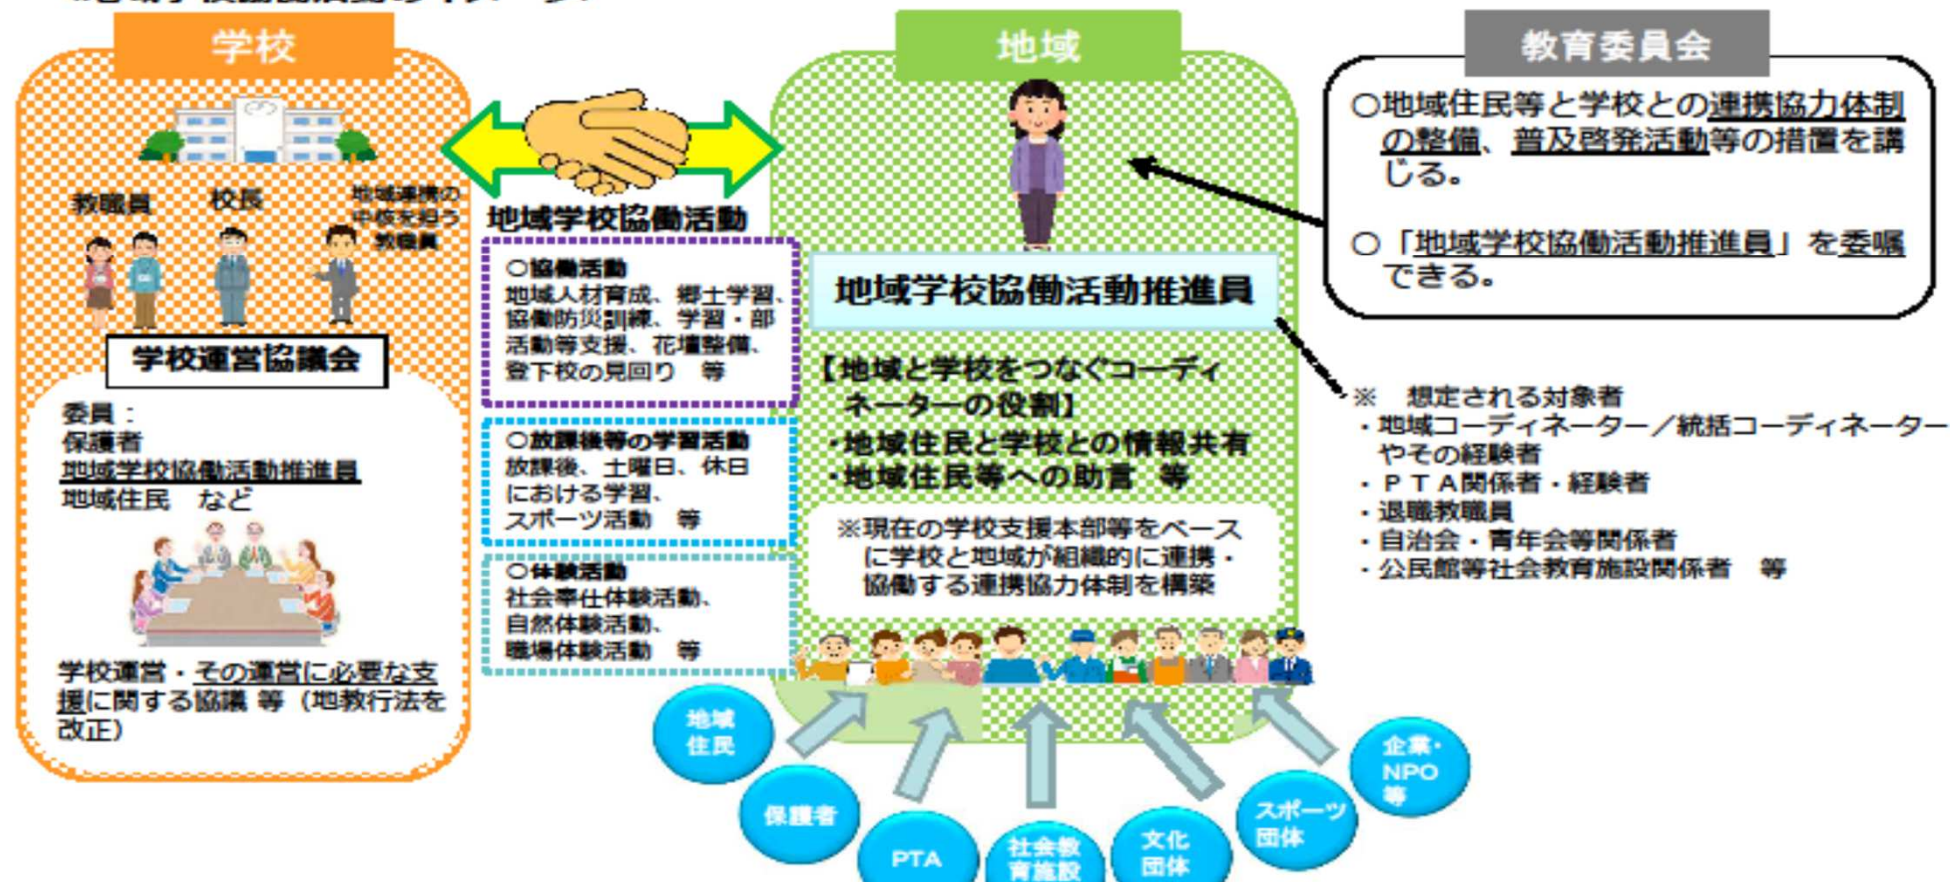 学校
教職員
校長
地域連携の
中核を担う
教職員
学校運営協議会
委員：
保護者
地域学校協働活動推進員
地域住民　など
学校運営・その運営に必要な支
援に関する協議 等（地教行法を
改正）
地域学校協働活動
○協働活動
地域人材育成、郷土学習、
協働防災訓練、学習・部
活動等支援、花壇整備、
登下校の見回り　等
○放課後等の学習活動
放課後、土曜日、休日
における学習、
スポーツ活動　等
○体験活動
社会奉仕体験活動、
自然体験活動、
職場体験活動　等
地域
地域学校協働活動推進員
【地域と学校をつなぐコーディ
ネーターの役割】
・地域住民と学校との情報共有
・地域住民等への助言　等
※現在の学校支援本部等をベース
に学校と地域が組織的に連携・
協働する連携協力体制を構築
地域
住民
保護者
PTA
社会教
育施設
文化
団体
スポーツ
団体
企業・
NPO
等
教育委員会
○地域住民等と学校との連携協力体制
の整備、普及啓発活動等の措置を講
じる。
○「地域学校協働活動推進員」を委嘱
できる。
※　想定される対象者
・地域コーディネーター／統括コーディネーター
やその経験者
・ＰＴＡ関係者・経験者
・退職教職員
・自治会・青年会等関係者
・公民館等社会教育施設関係者　等